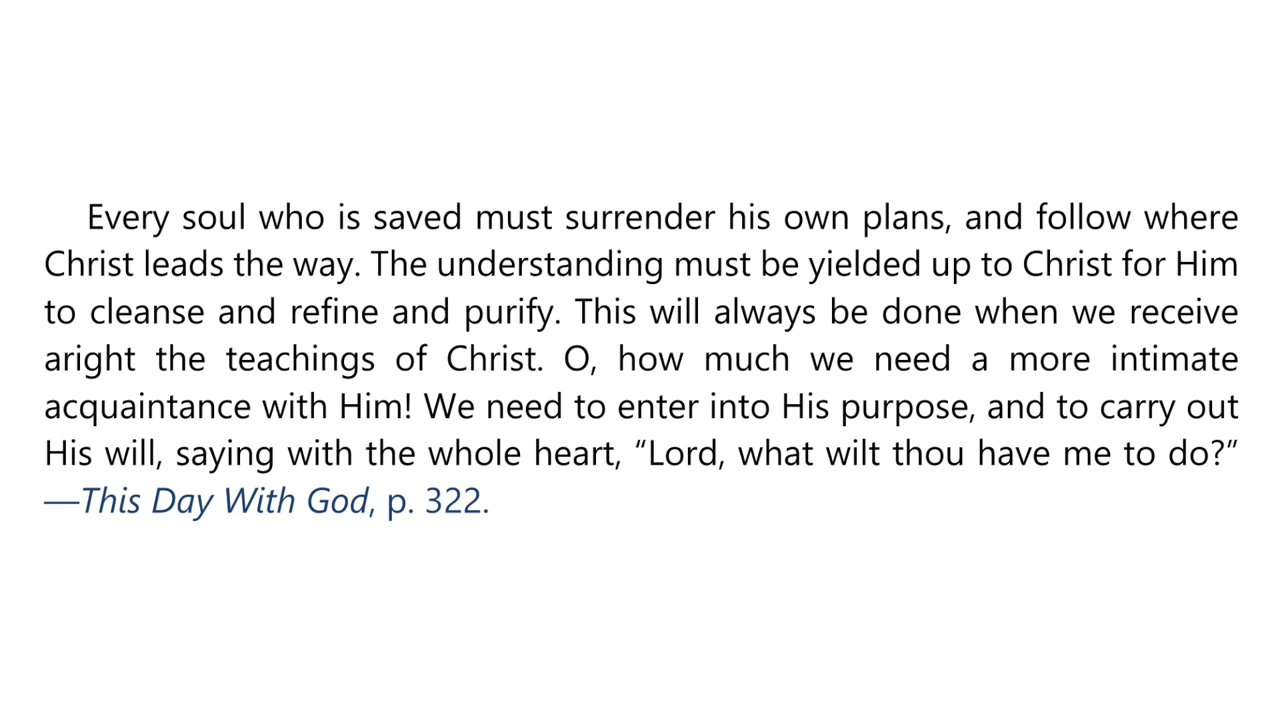 Every soul who is saved must surrender his own plans, and follow where
Christ leads the way. The understanding must be yielded up to Christ for Him
to cleanse and refine and purify. This will always be done when we receive
aright the teachings of Christ. O, how much we need a more intimate
acquaintance with Him! We need to enter into His purpose, and to carry out
His will, saying with the whole heart, “Lord, what wilt thou have me to do?”
—This Day With God, p. 322.